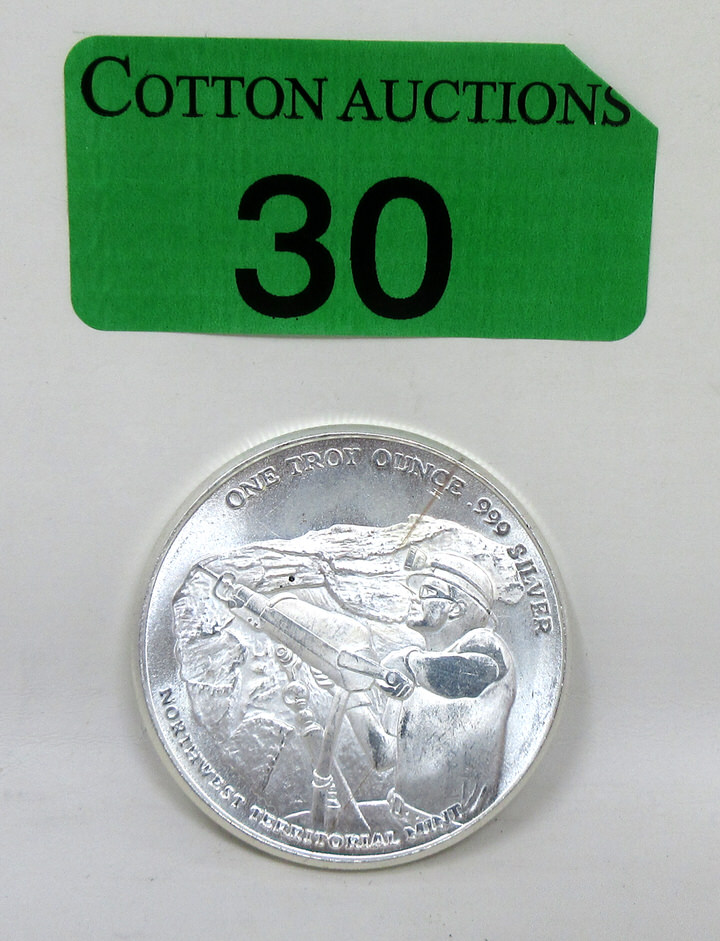 COTTON AUCTIONS
30
ONE TROY OUNCE .999 SILVER
NORTHWEST TERRITORIAL MINT